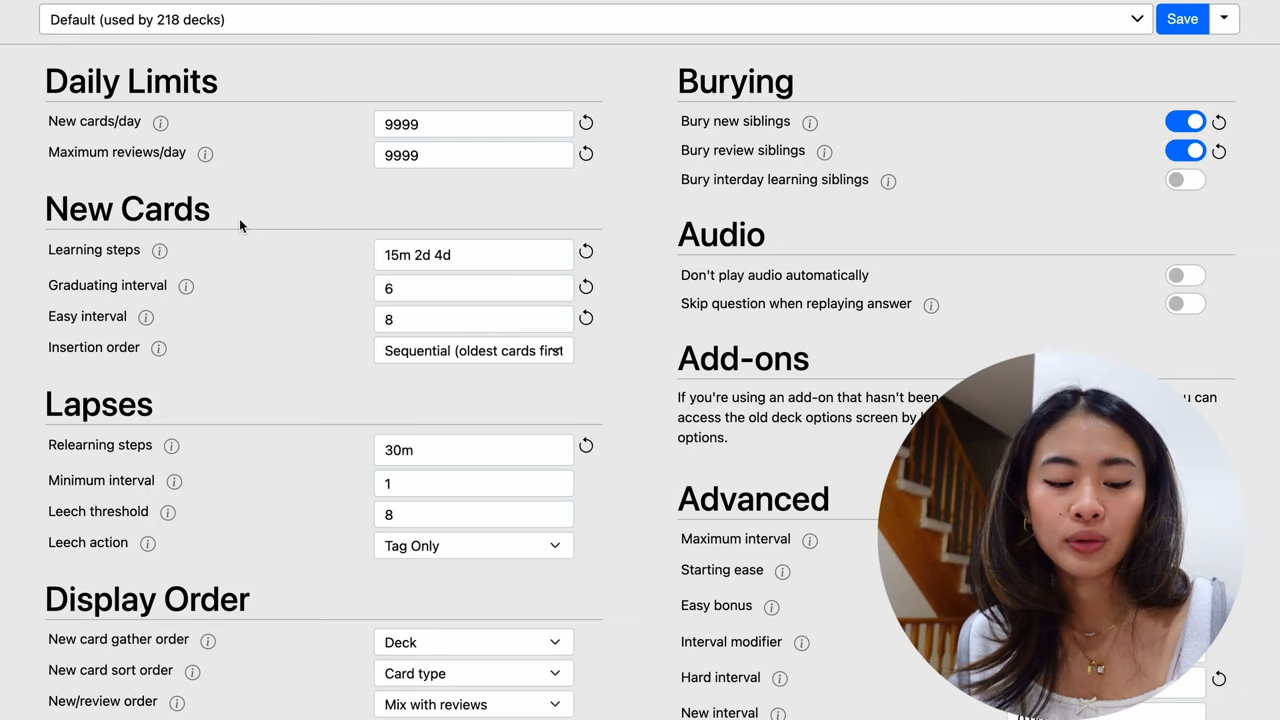 Default (used by 218 decks)
Save
Daily Limits
New cards/day
9999
Maximum reviews/day
9999
New Cards
Learning steps
15m 2d 4d
Graduating interval
6
Easy interval
8
Insertion order
Sequential (oldest cards first
Lapses
Relearning steps
30m
Minimum interval
1
Leech threshold
8
Leech action
Tag Only
Display Order
New card gather order
Deck
New card sort order
Card type
New/review order
Mix with reviews
Burying
Bury new siblings
Bury review siblings
Bury interday learning siblings
Audio
Don't play audio automatically
Skip question when replaying answer
Add-ons
If you're using an add-on that hasn't been
can
access the old deck options screen by
options.
Advanced
Maximum interval
Starting ease
Easy bonus
Interval modifier
Hard interval
New interval